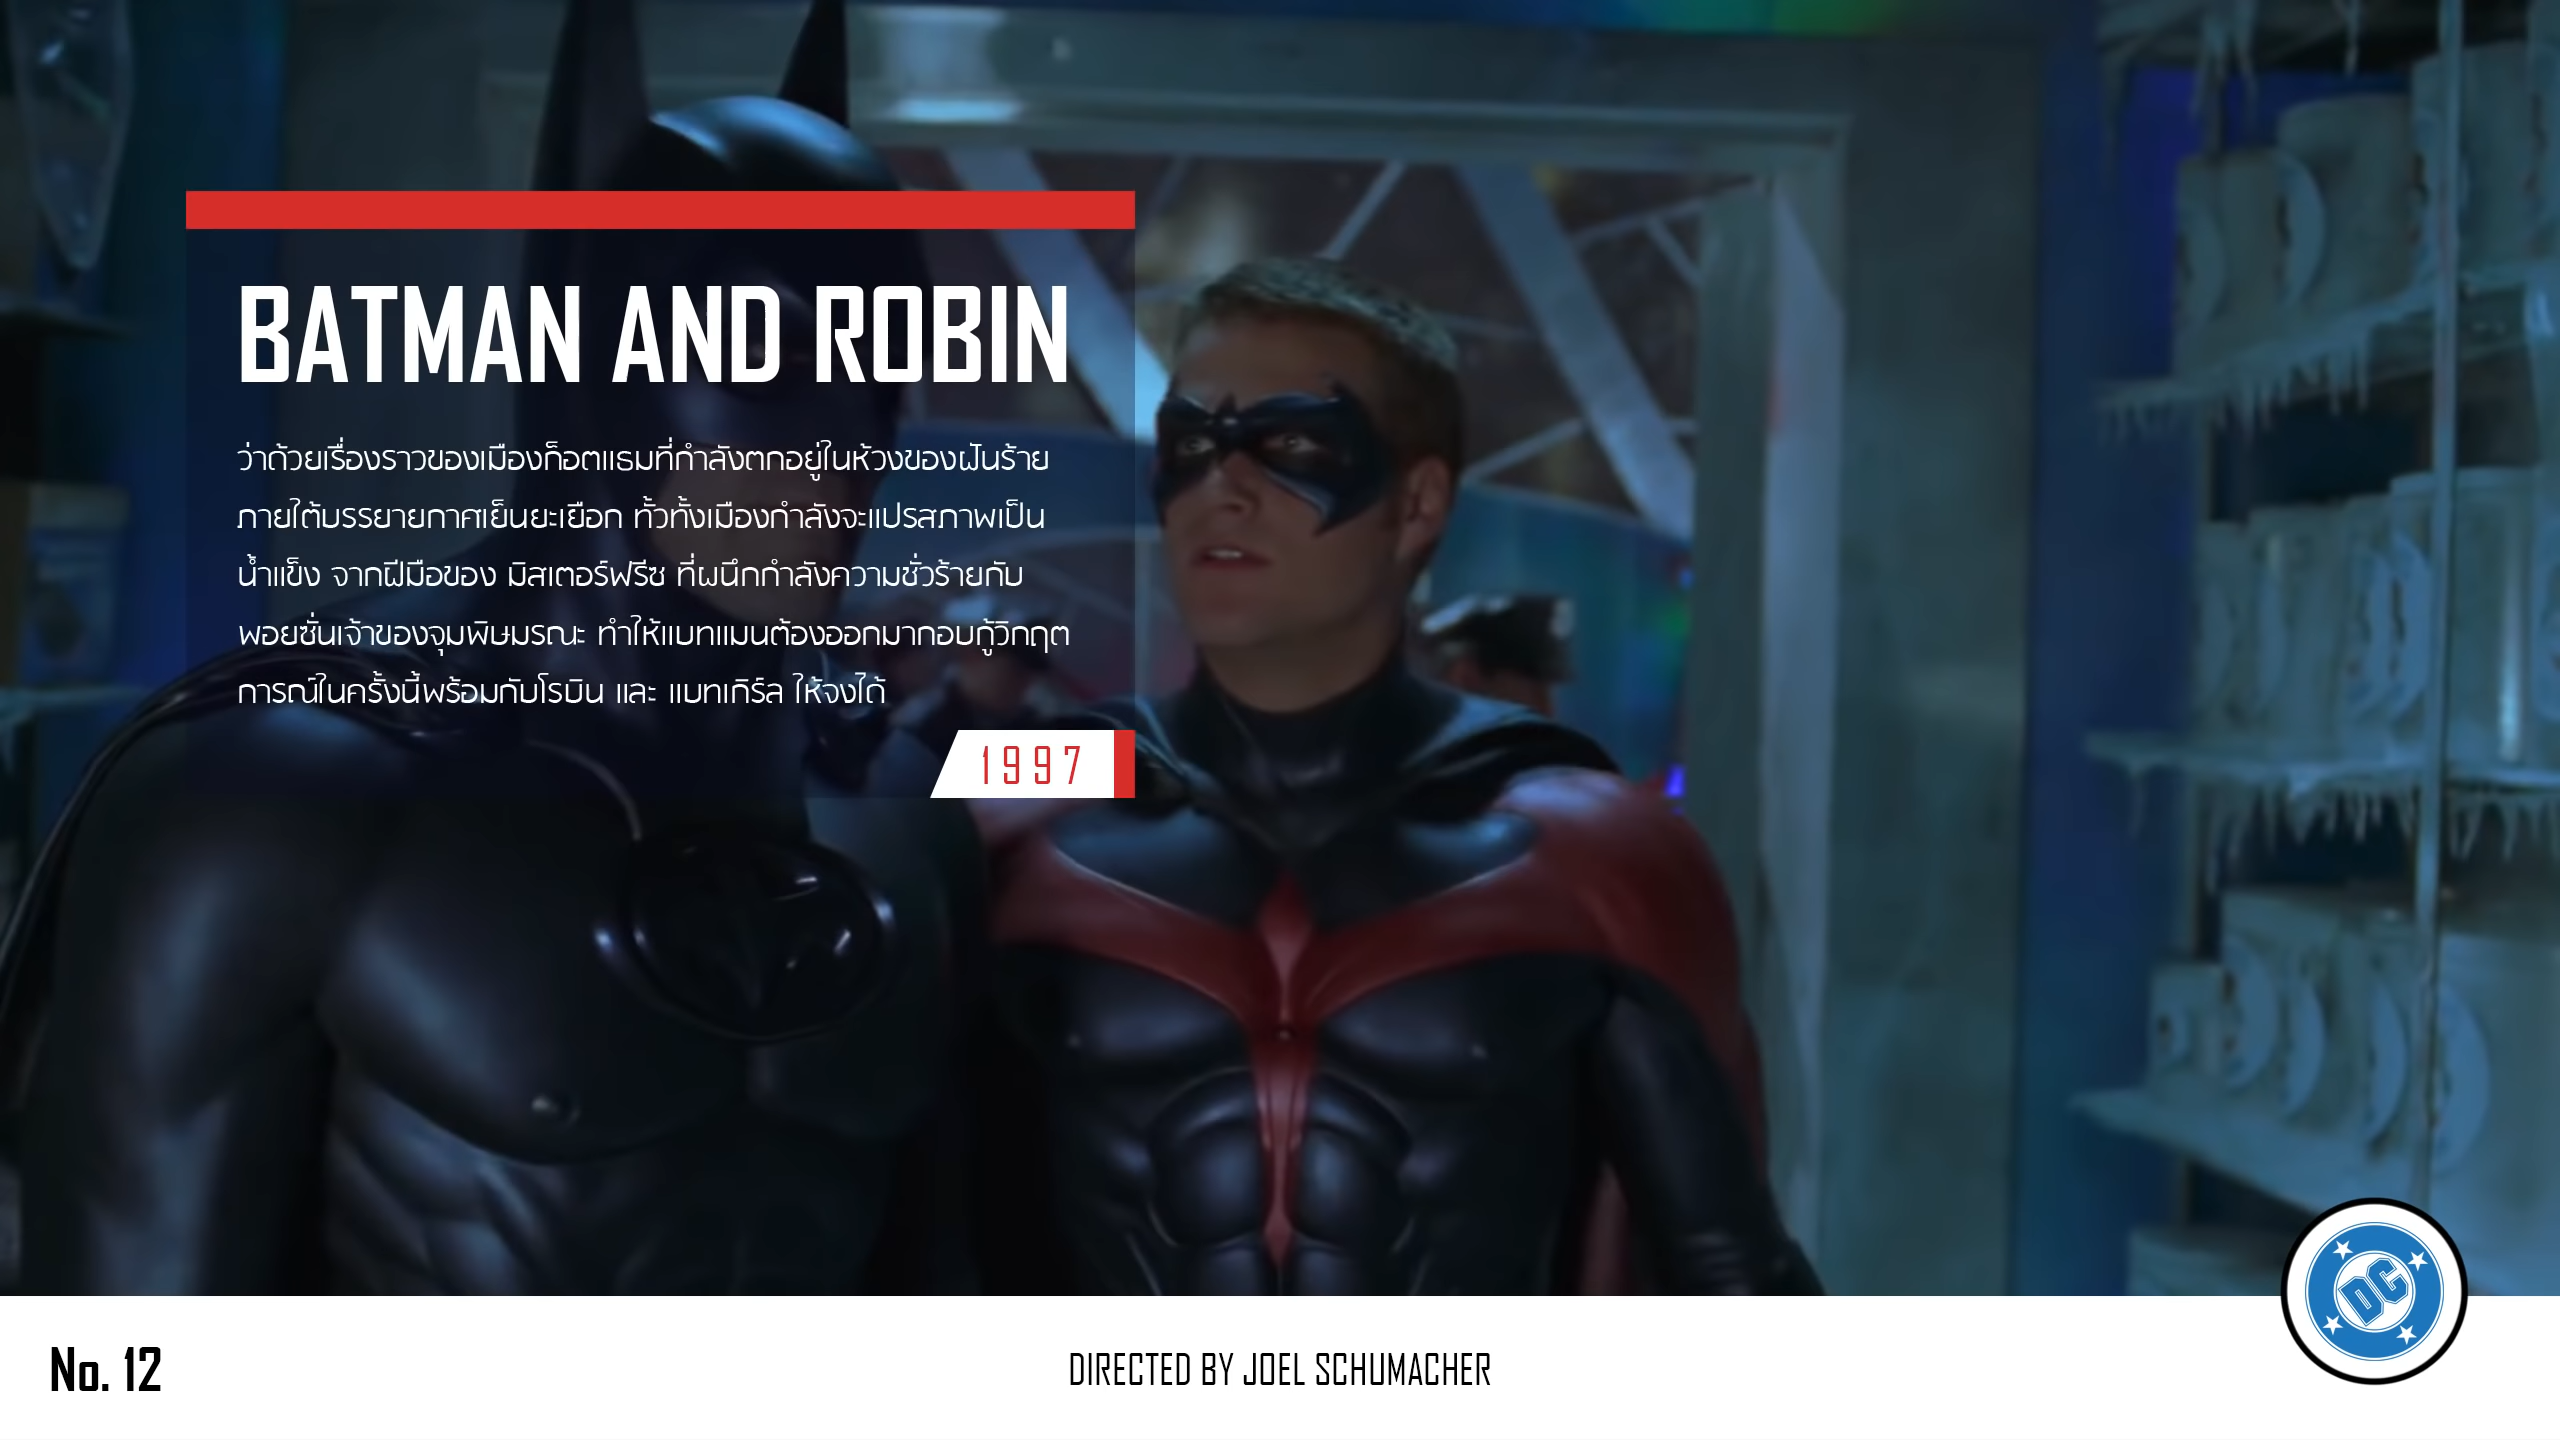 BATMAN AND ROBIN
ว่าด้วยเรื่องราวของเมืองก็อตแธมที่กำลังตกอยู่ในห้วงของฝันร้าย
ภายใต้บรรยายกาศเย็นยะเยือก ทั้วทั้งเมืองกำลังจะแปรสภาพเป็น
น้ำแข็ง จากฝีมือของ มิสเตอร์ฟรีซ ที่ผนึกกำลังความชั่วร้ายกับ
พอยซั่นเจ้าของจุมพิษมรณะ ทำให้แบทแมนต้องออกมากอบกู้วิกฤต
การณ์ในครั้งนี้พร้อมกับโรบิน และ แบทเกิร์ล ให้จงได้
1997
No. 12
DIRECTED BY JOEL SCHUMACHER
DC